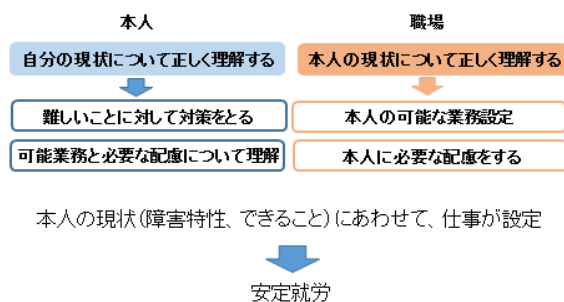 本人
職場
自分の現状について正しく理解する
本人の現状について正しく理解する
難しいことに対して対策をとる
本人の可能な業務設定
可能業務と必要な配慮について理解
本人に必要な配慮をする
本人の現状(障害特性、できること)にあわせて、仕事が設定
安定就労